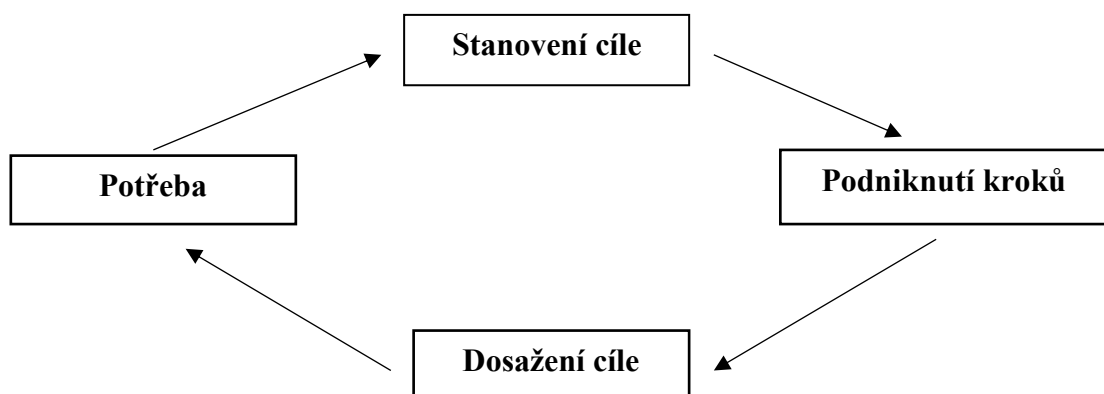 Stanovení cíle
Potřeba
Podniknutí kroků
Dosažení cíle